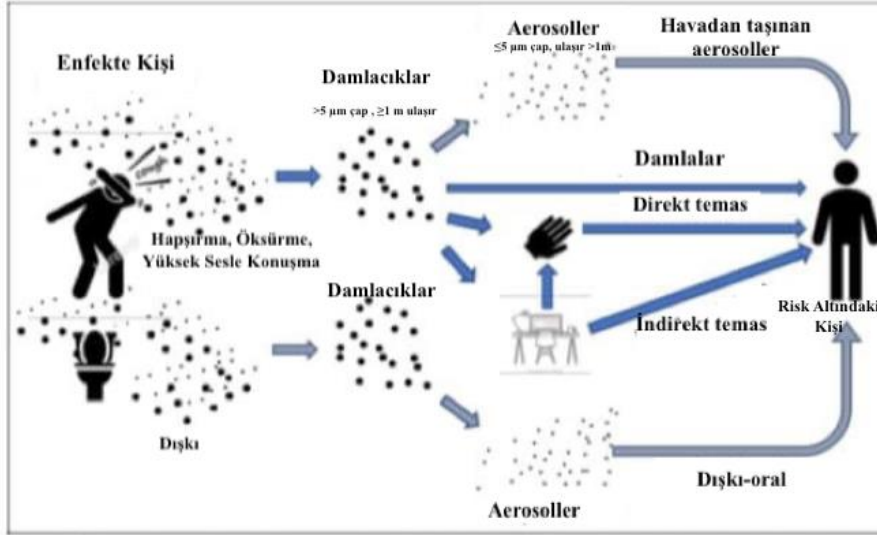 Enfekte Kişi
Hapşırma, Öksürme,
Yüksek Sesle Konuşma
Dışkı
Damlacıklar
>5 µm çap , ≥1 m ulaşır
Damlacıklar
Aerosoller
≤5 µm çap, ulaşır >1m
Havadan taşınan
aerosoller
Damlalar
Direkt temas
İndirekt temas
Risk Altındaki
Kişi
Dışkı-oral
Aerosoller